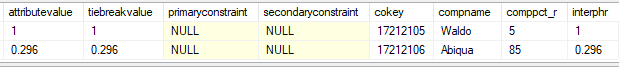 attributevalue tiebreakvalue primaryconstraint secondaryconstraint cokey compname comppct_r interphr
1 1 NULL NULL 17212105 Waldo 5 1
0.296 0.296 NULL NULL 17212106 Abiqua 85 0.296